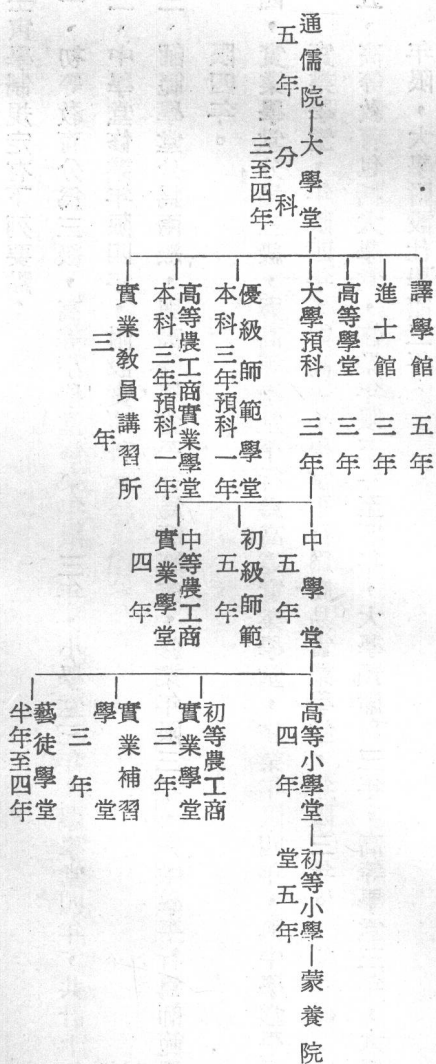 通儒院
五年
大學堂
分科
三至四年
譯學館 五年
進士館 三年
高等學堂 三年
大學預科 三年
優級師範學堂
本科三年預科一年
高等農工商實業學堂
本科三年預科一年
實業教員講習所
三年
中學堂
五年
初級師範
五年
中等農工商
實業學堂
四年
高等小學堂
四年
初等小學
堂五年
蒙養院
初等農工商
實業學堂
三年
實業補習
學堂
三年
藝徒學堂
半年至四年